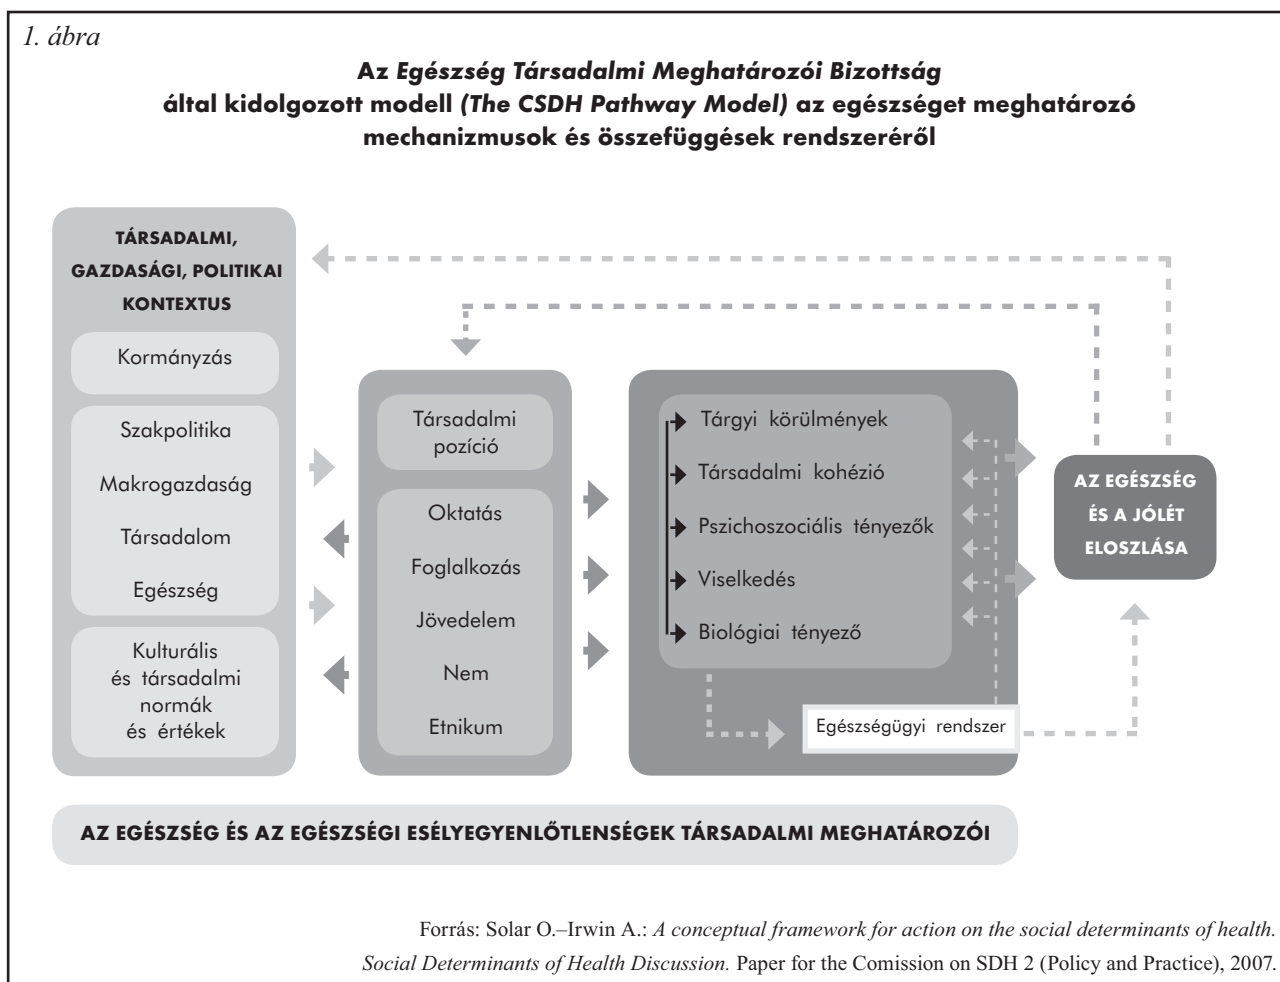 1. ábra
Az Egészség Társadalmi Meghatározói Bizottság
által kidolgozott modell (The CSDH Pathway Model) az egészséget meghatározó
mechanizmusok és összefüggések rendszeréről
TÁRSADALMI,
GAZDASÁGI, POLITIKAI
KONTEXTUS
Kormányzás
Szakpolitika
Makrogazdaság
Társadalom
Egészség
Kulturális
és társadalmi
normák
és értékek
Társadalmi
pozíció
Oktatás
Foglalkozás
Jövedelem
Nem
Etnikum
Tárgyi körülmények
Társadalmi kohézió
Pszichoszociális tényezők
Viselkedés
Biológiai tényező
Egészségügyi rendszer
AZ EGÉSZSÉG
ÉS A JÓLÉT
ELOSZLÁSA
AZ EGÉSZSÉG ÉS AZ EGÉSZSÉGI ESÉLYEGYENLŐTLENSÉGEK TÁRSADALMI MEGHATÁROZÓI
Forrás: Solar O.–Irwin A.: A conceptual framework for action on the social determinants of health.
Social Determinants of Health Discussion. Paper for the Comission on SDH 2 (Policy and Practice), 2007.